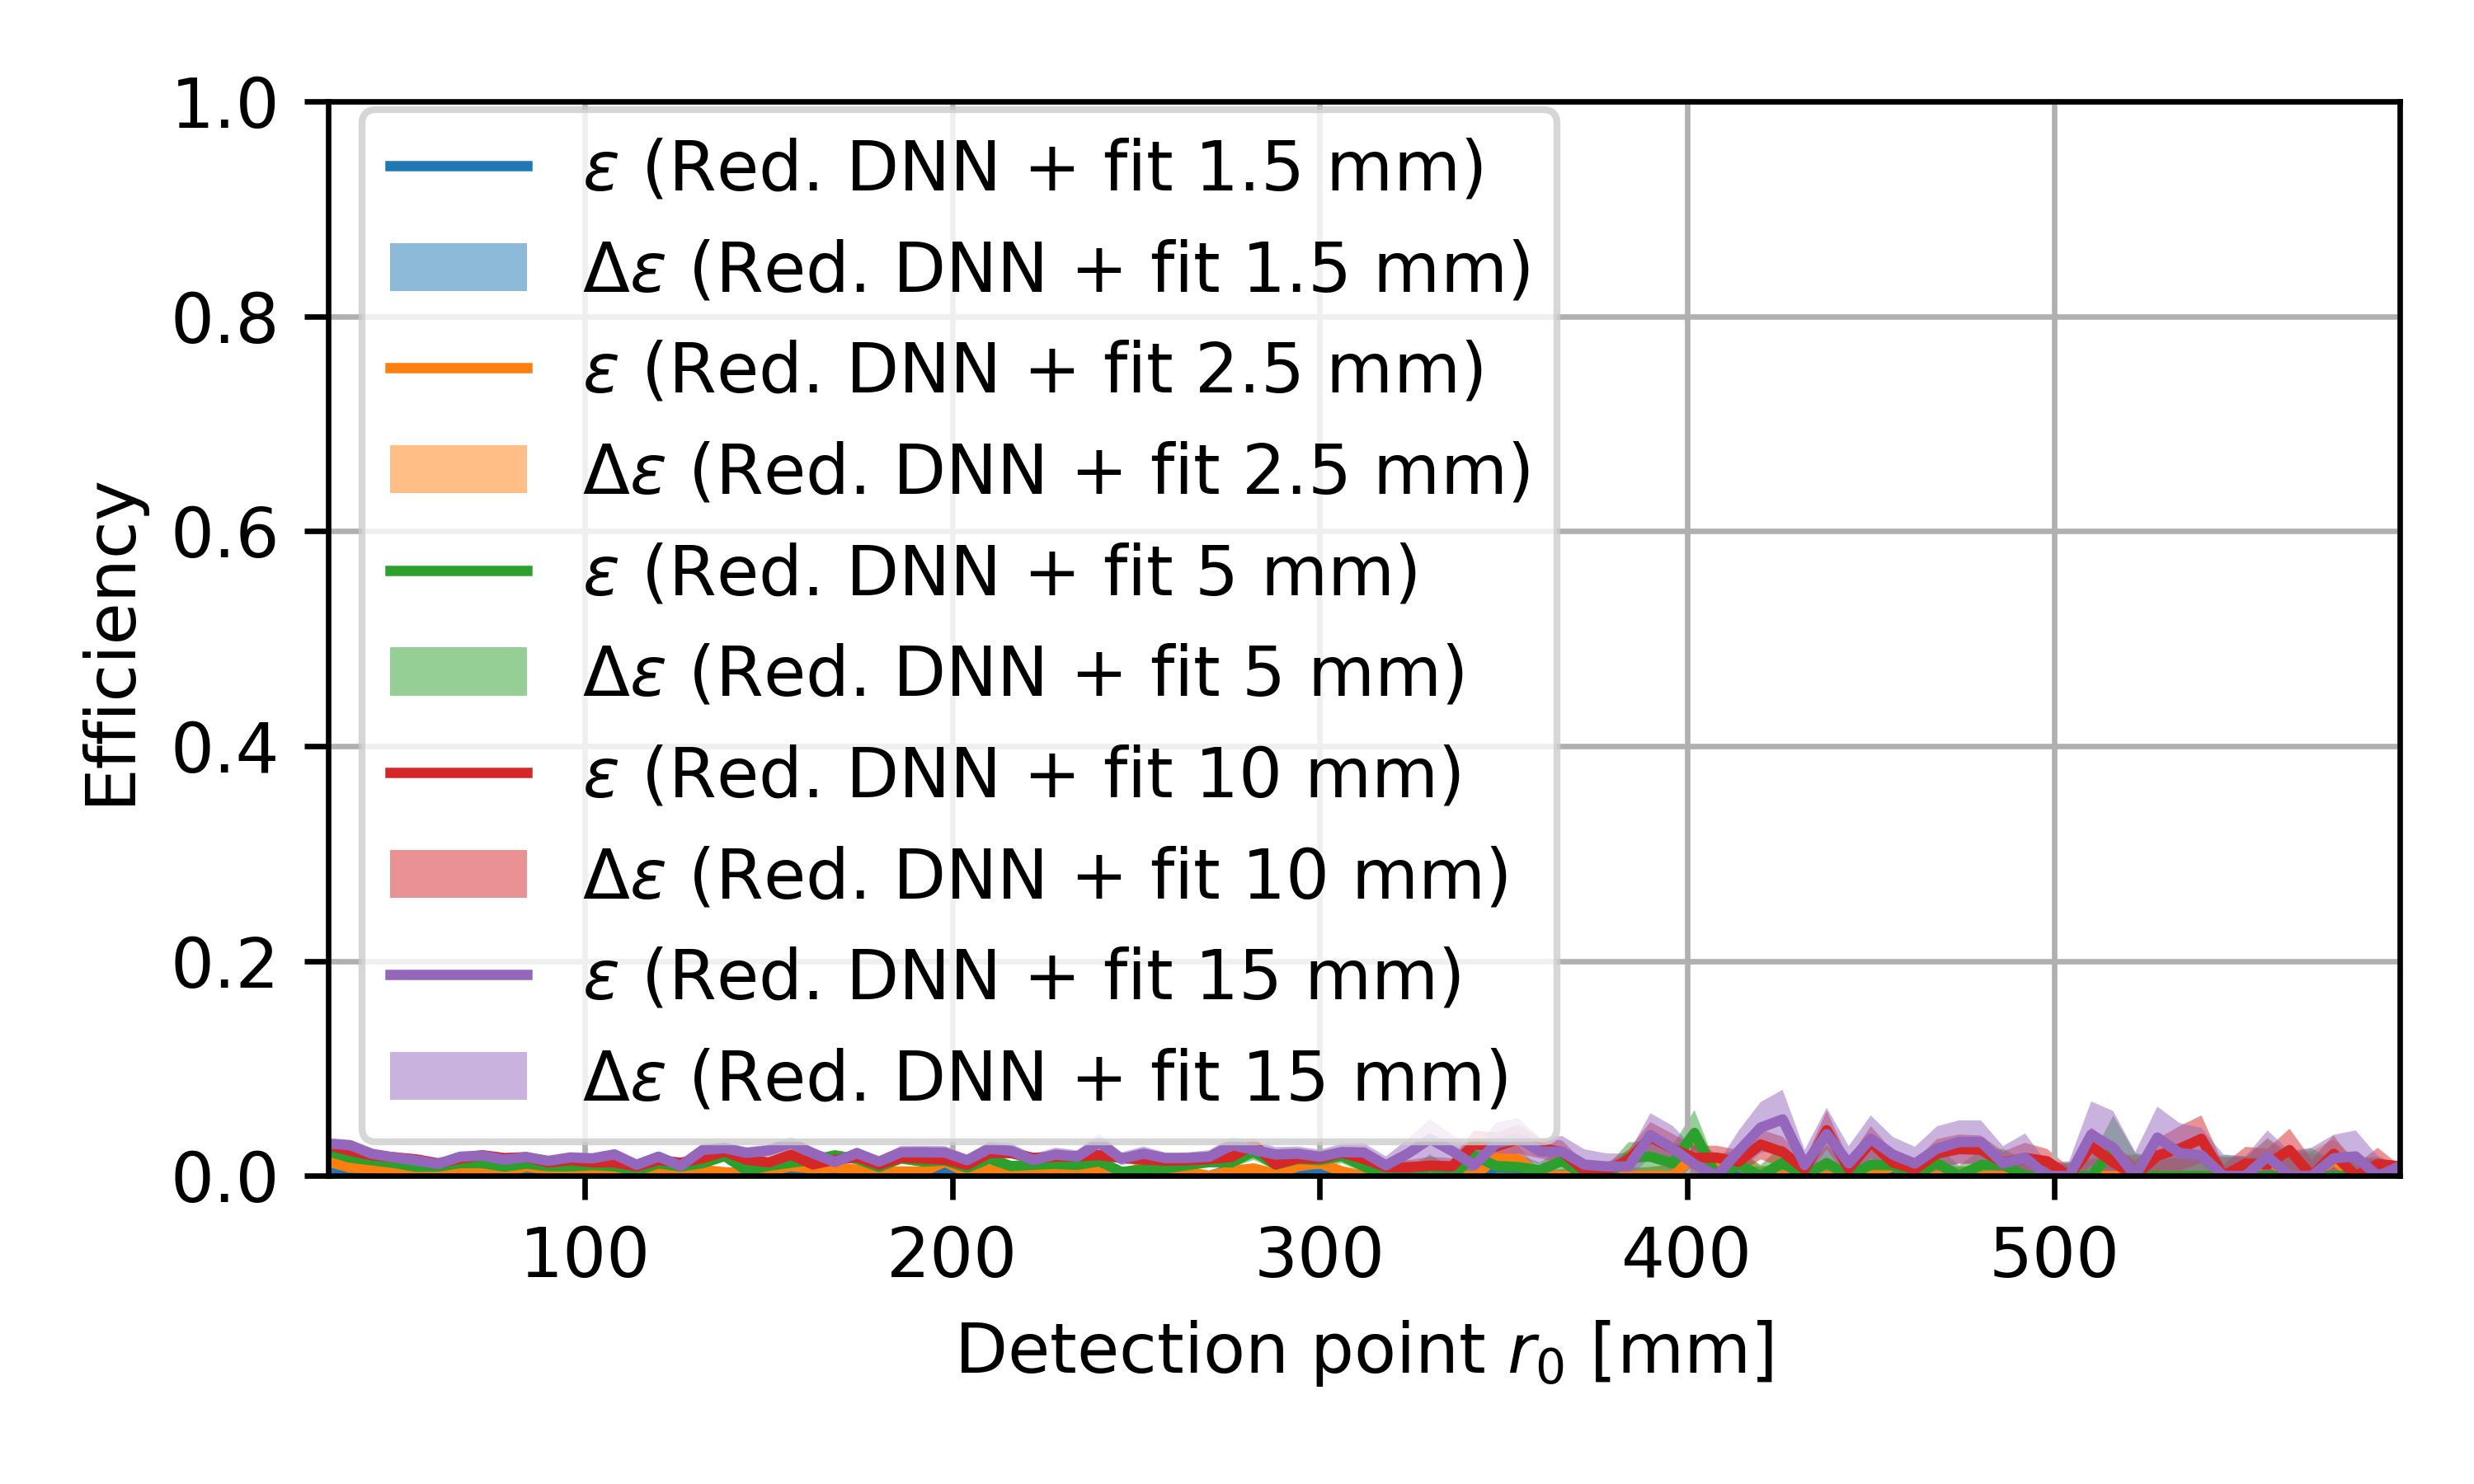 1.0
0.8
0.6
0.4
0.2
0.0
Efficiency
ε (Red. DNN + fit 1.5 mm)
Δε (Red. DNN + fit 1.5 mm)
ε (Red. DNN + fit 2.5 mm)
Δε (Red. DNN + fit 2.5 mm)
ε (Red. DNN + fit 5 mm)
Δε (Red. DNN + fit 5 mm)
ε (Red. DNN + fit 10 mm)
Δε (Red. DNN + fit 10 mm)
ε (Red. DNN + fit 15 mm)
Δε (Red. DNN + fit 15 mm)
100 200 300 400 500
Detection point r₀ [mm]